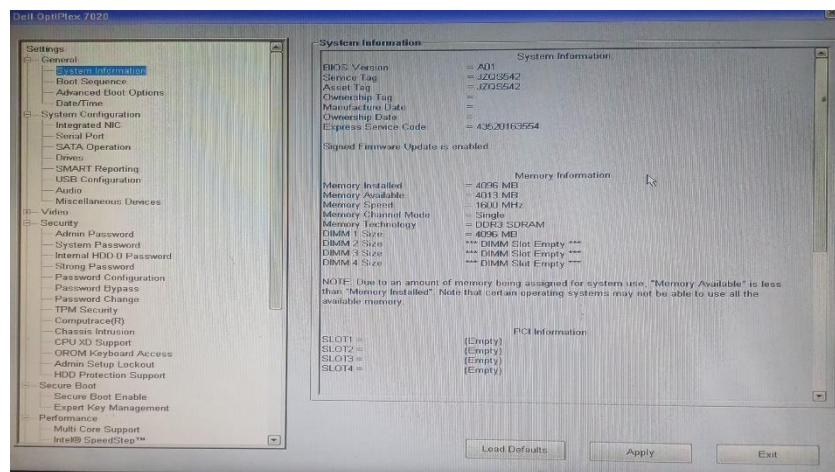 Dell OptiPlex 7020
Settings
General
System Information
Boot Sequence
Advanced Boot Options
Date/Time
System Configuration
Integrated NIC
Serial Port
SATA Operation
Drives
SMART Reporting
USB Configuration
Audio
Miscellaneous Devices
Video
Security
Admin Password
System Password
Internal HDD-0 Password
Strong Password
Password Configuration
Password Bypass
Password Change
TPM Security
Computrace(R)
Chassis Intrusion
CPU XD Support
OROM Keyboard Access
Admin Setup Lockout
HDD Protection Support
Secure Boot
Secure Boot Enable
Expert Key Management
Performance
Multi Core Support
Intel® SpeedStep™
System Information
System Information
BIOS Version = A01
Service Tag = JZQS542
Asset Tag = JZQS542
Ownership Tag =
Manufacture Date =
Ownership Date =
Express Service Code = 43520163554
Signed Firmware Update is enabled
Memory Information
Memory Installed = 4096 MB
Memory Available = 4013 MB
Memory Speed = 1600 MHz
Memory Channel Mode = Single
Memory Technology = DDR3 SDRAM
DIMM 1 Size = 4096 MB
DIMM 2 Size *** DIMM Slot Empty ***
DIMM 3 Size *** DIMM Slot Empty ***
DIMM 4 Size *** DIMM Slot Empty ***
NOTE: Due to an amount of memory being assigned for system use, "Memory Available" is less
than "Memory Installed". Note that certain operating systems may not be able to use all the
available memory.
PCI Information
SLOT1 = (Empty)
SLOT2 = (Empty)
SLOT3 = (Empty)
SLOT4 = (Empty)
Load Defaults Apply Exit